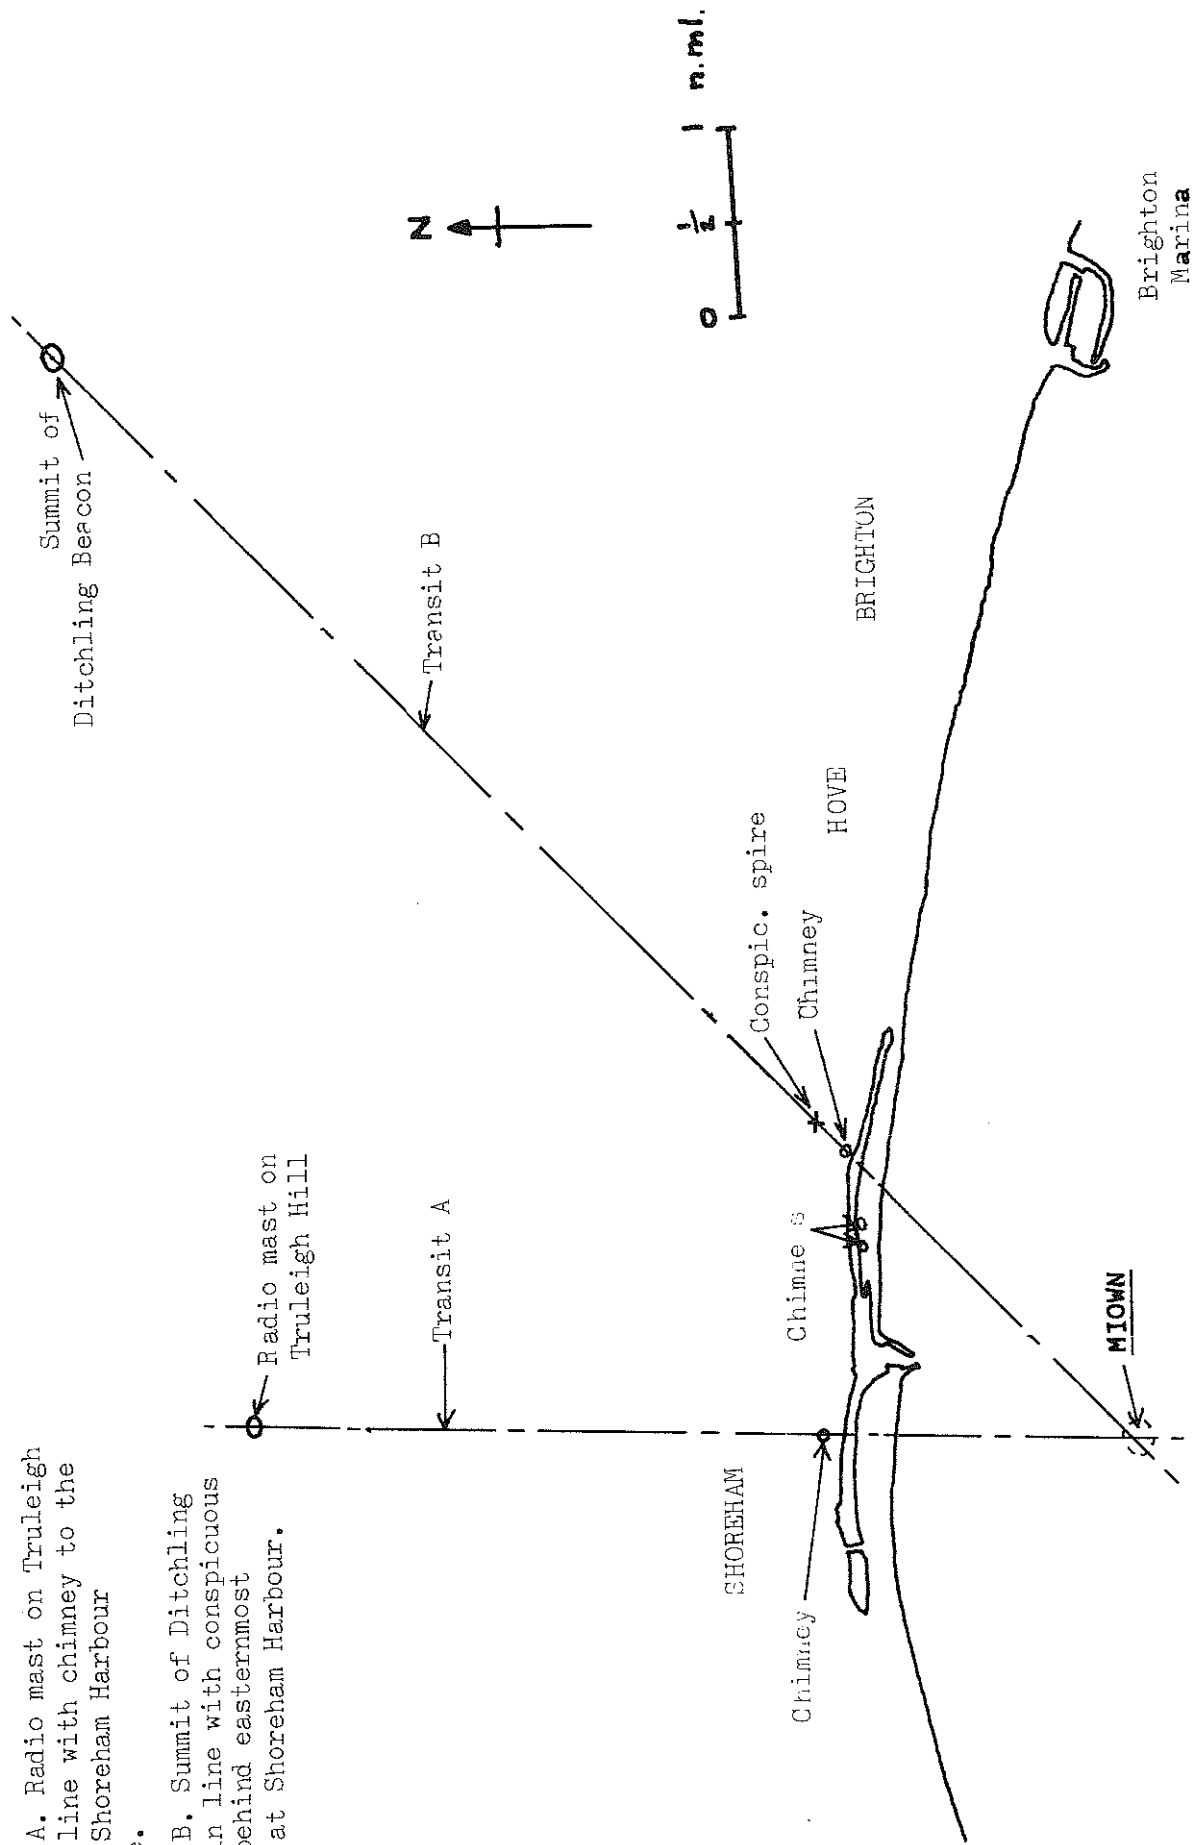 A. Radio mast on Truleigh
line with chimney to the
Shoreham Harbour
e.
B. Summit of Ditchling
in line with conspicuous
behind easternmost
at Shoreham Harbour.
Summit of
Ditchling Beacon
Transit B
Radio mast on
Truleigh Hill
Transit A
N
0 1/2 1 n.ml.
Conspic. spire
Chimney
HOVE
BRIGHTON
Brighton
Marina
SHOREHAM
Chimney
Chimne s
MIOWN